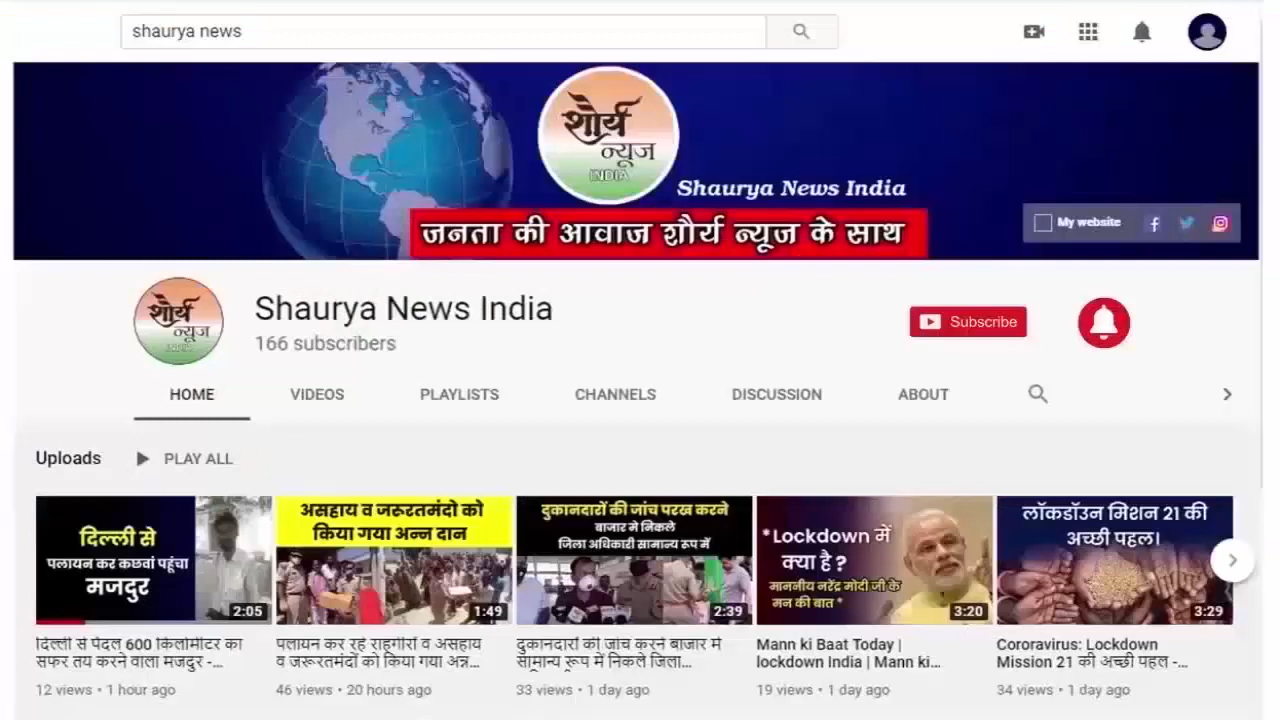 shaurya news
शौर्य
न्यूज
INDIA
Shaurya News India
जनता की आवाज शौर्य न्यूज के साथ
My website
शौर्य
न्यूज
INDIA
Shaurya News India
166 subscribers
Subscribe
HOME VIDEOS PLAYLISTS CHANNELS DISCUSSION ABOUT
Uploads PLAY ALL
दिल्ली से
पलायन कर कछवां पहूंचा
मजदुर
2:05
दिल्ली से पैदल 600 किलोमीटर का
सफर तय करने वाला मजदुर -...
12 views • 1 hour ago
असहाय व जरूरतमंदो को
किया गया अन्न दान
1:49
पलायन कर रहे राहगीरों व असहाय
व जरूरतमंदों को किया गया अन्न...
46 views • 20 hours ago
दुकानदारों की जांच परख करने
बाजार मे निकले
जिला अधिकारी सामान्य रूप में
2:39
दुकानदारों की जांच करने बाजार में
सामान्य रूप में निकले जिला...
33 views • 1 day ago
*Lockdown में
क्या है ?
माननीय नरेंद्र मोदी जी के
मन की बात *
3:20
Mann ki Baat Today |
lockdown India | Mann ki...
19 views • 1 day ago
लॉकडॉउन मिशन 21 की
अच्छी पहल।
3:29
Cororavirus: Lockdown
Mission 21 की अच्छी पहल -...
34 views • 1 day ago